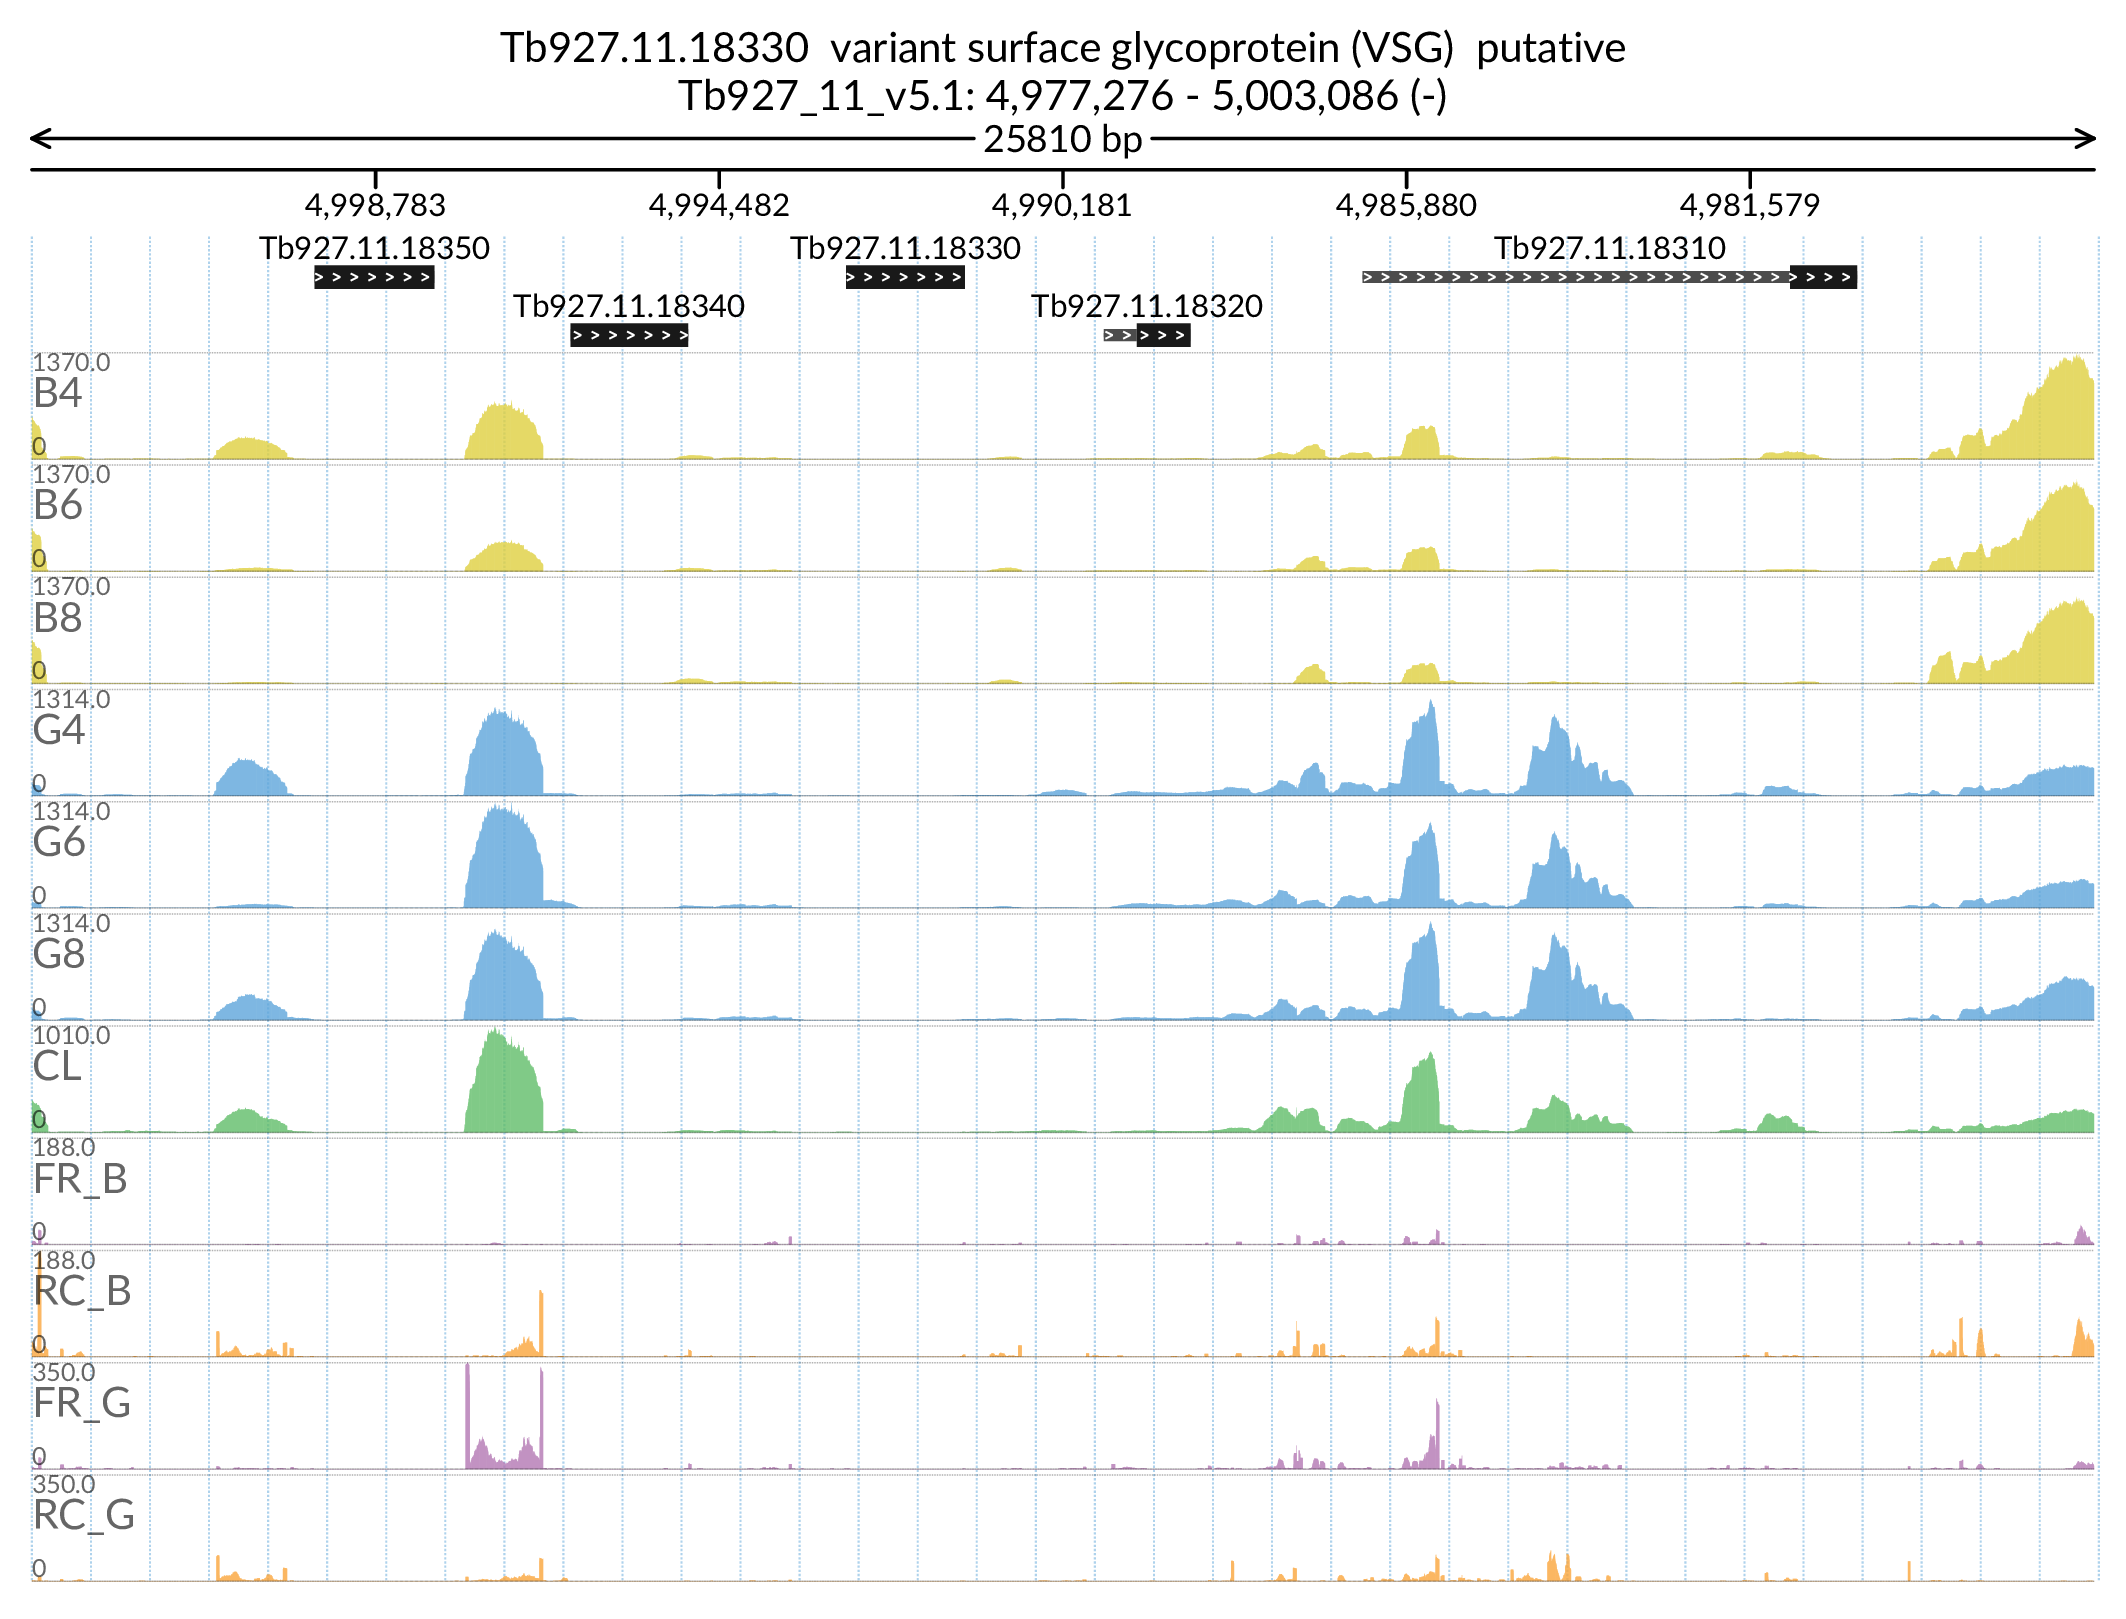 Tb927.11.18330  variant surface glycoprotein (VSG)  putative
Tb927_11_v5.1: 4,977,276 - 5,003,086 (-)
25810 bp
4,998,783 4,994,482 4,990,181 4,985,880 4,981,579
Tb927.11.18350 Tb927.11.18330 Tb927.11.18310
Tb927.11.18340 Tb927.11.18320
1370.0
B4
0
1370.0
B6
0
1370.0
B8
0
1314.0
G4
0
1314.0
G6
0
1314.0
G8
0
1010.0
CL
0
188.0
FR_B
0
188.0
RC_B
0
350.0
FR_G
0
350.0
RC_G
0